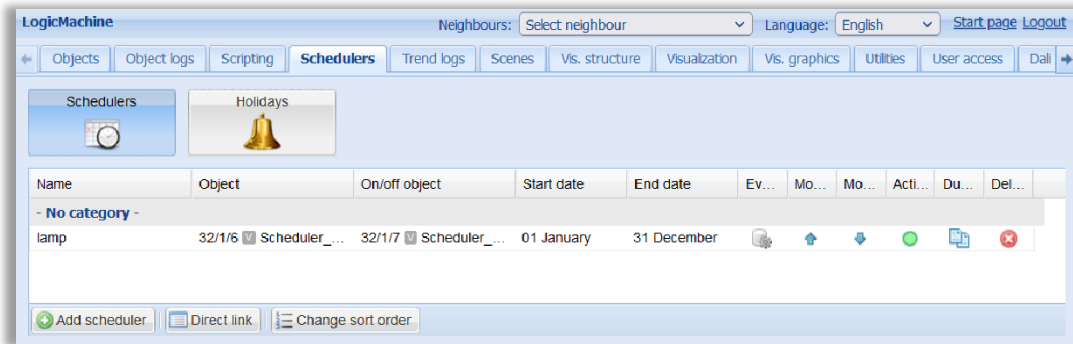 LogicMachine Neighbours: Select neighbour Language: English Start page Logout
Objects Object logs Scripting Schedulers Trend logs Scenes Vis. structure Visualization Vis. graphics Utilities User access Dali
Schedulers Holidays
Name Object On/off object Start date End date Ev... Mo... Mo... Acti... Du... Del...
- No category -
lamp 32/1/6 V Scheduler_... 32/1/7 V Scheduler_... 01 January 31 December
Add scheduler Direct link Change sort order